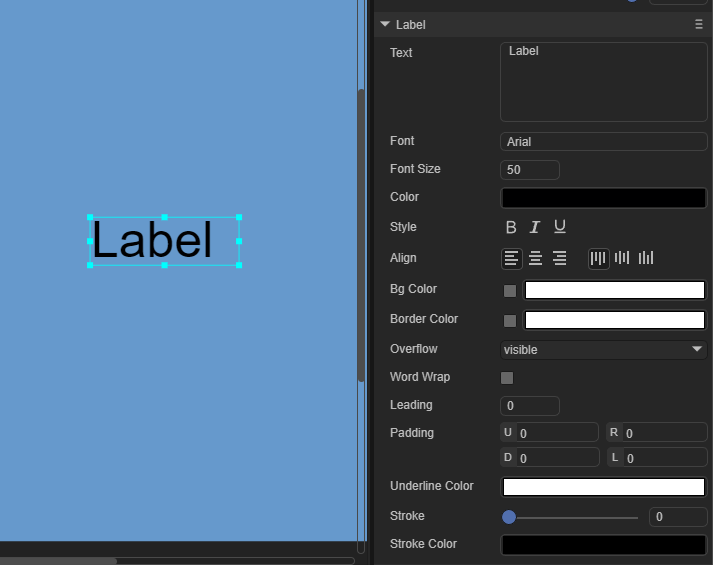 Label
Label
Text
Label
Font
Arial
Font Size
50
Color
Style
B I U
Align
Bg Color
Border Color
Overflow
visible
Word Wrap
Leading
0
Padding
U 0 R 0
D 0 L 0
Underline Color
Stroke
0
Stroke Color